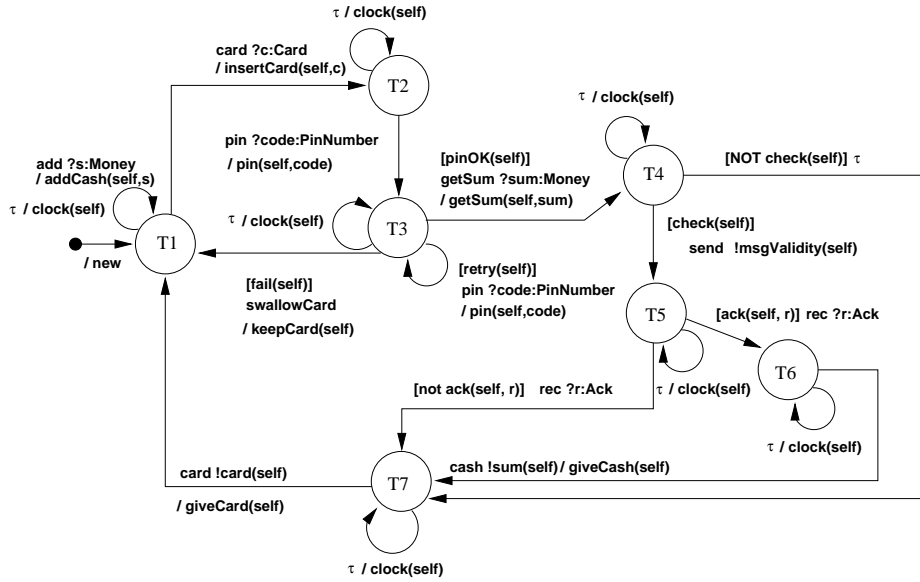 τ / clock(self)
card ?c:Card
/ insertCard(self,c)
T2
τ / clock(self)
pin ?code:PinNumber
/ pin(self,code)
[pinOK(self)]
getSum ?sum:Money
/ getSum(self,sum)
T4
[NOT check(self)] τ
add ?s:Money
/ addCash(self,s)
τ / clock(self)
T1
/ new
τ / clock(self)
T3
[fail(self)]
swallowCard
/ keepCard(self)
[retry(self)]
pin ?code:PinNumber
/ pin(self,code)
[check(self)]
send !msgValidity(self)
T5
[ack(self, r)] rec ?r:Ack
T6
τ / clock(self)
[not ack(self, r)] rec ?r:Ack
τ / clock(self)
card !card(self)
/ giveCard(self)
T7
cash !sum(self) / giveCash(self)
τ / clock(self)